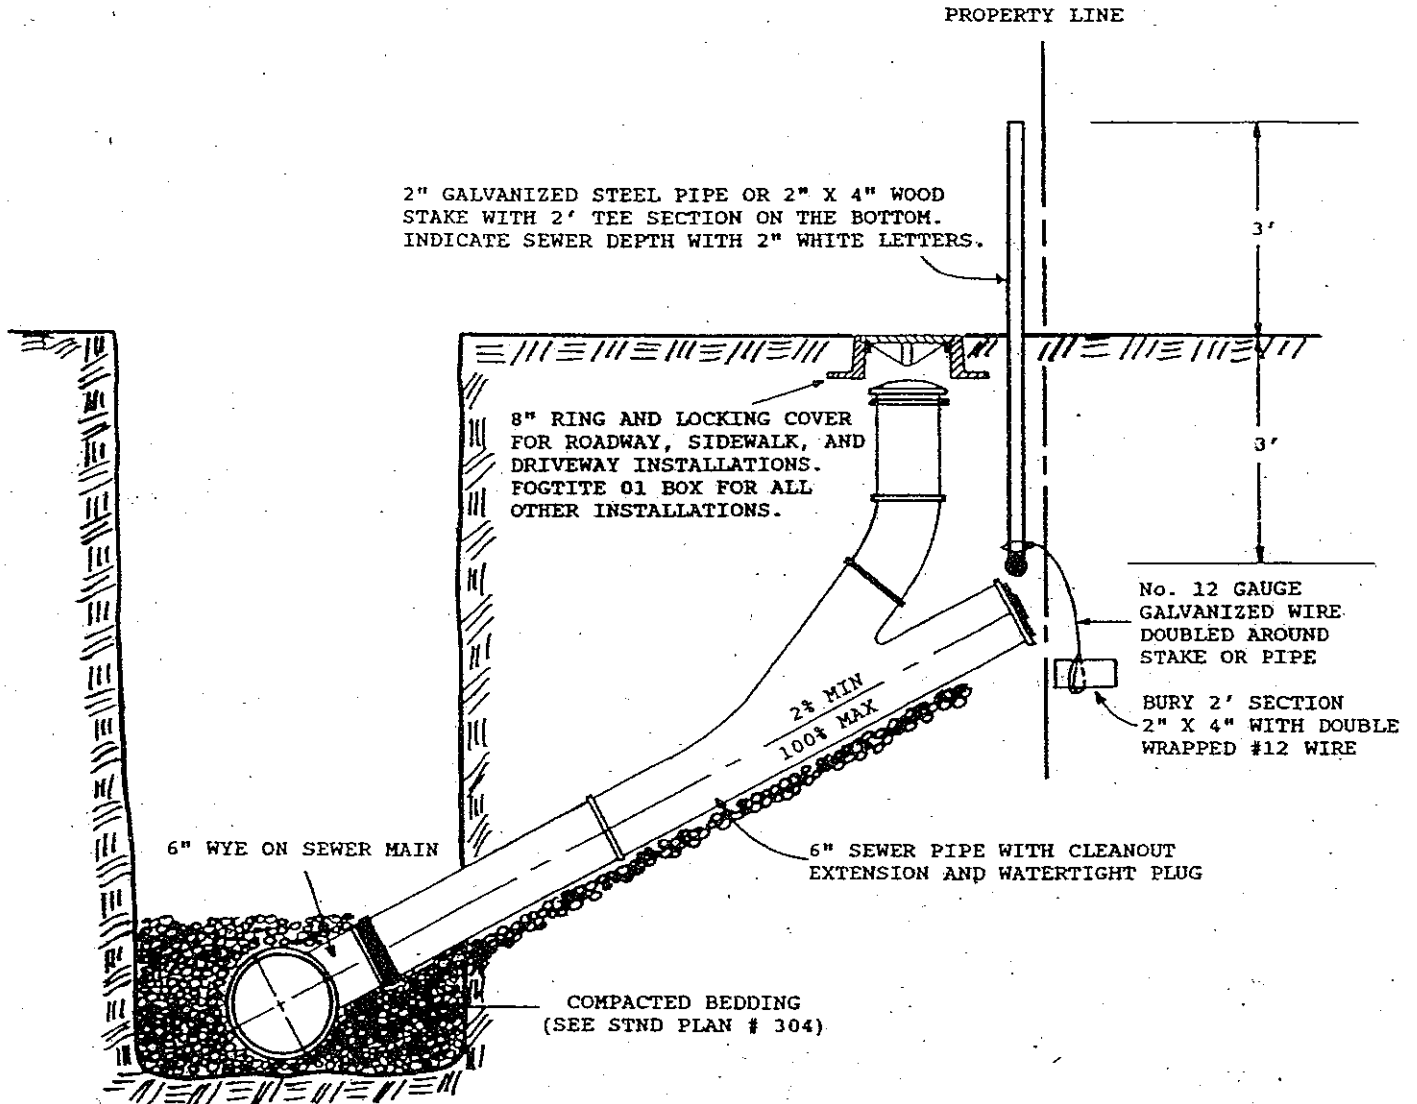 PROPERTY LINE
2" GALVANIZED STEEL PIPE OR 2" X 4" WOOD
STAKE WITH 2' TEE SECTION ON THE BOTTOM.
INDICATE SEWER DEPTH WITH 2" WHITE LETTERS.
3'
8" RING AND LOCKING COVER
FOR ROADWAY, SIDEWALK, AND
DRIVEWAY INSTALLATIONS.
FOGTITE 01 BOX FOR ALL
OTHER INSTALLATIONS.
3'
No. 12 GAUGE
GALVANIZED WIRE
DOUBLED AROUND
STAKE OR PIPE
BURY 2' SECTION
2" X 4" WITH DOUBLE
WRAPPED #12 WIRE
2% MIN
100% MAX
6" WYE ON SEWER MAIN
6" SEWER PIPE WITH CLEANOUT
EXTENSION AND WATERTIGHT PLUG
COMPACTED BEDDING
(SEE STND PLAN # 304)